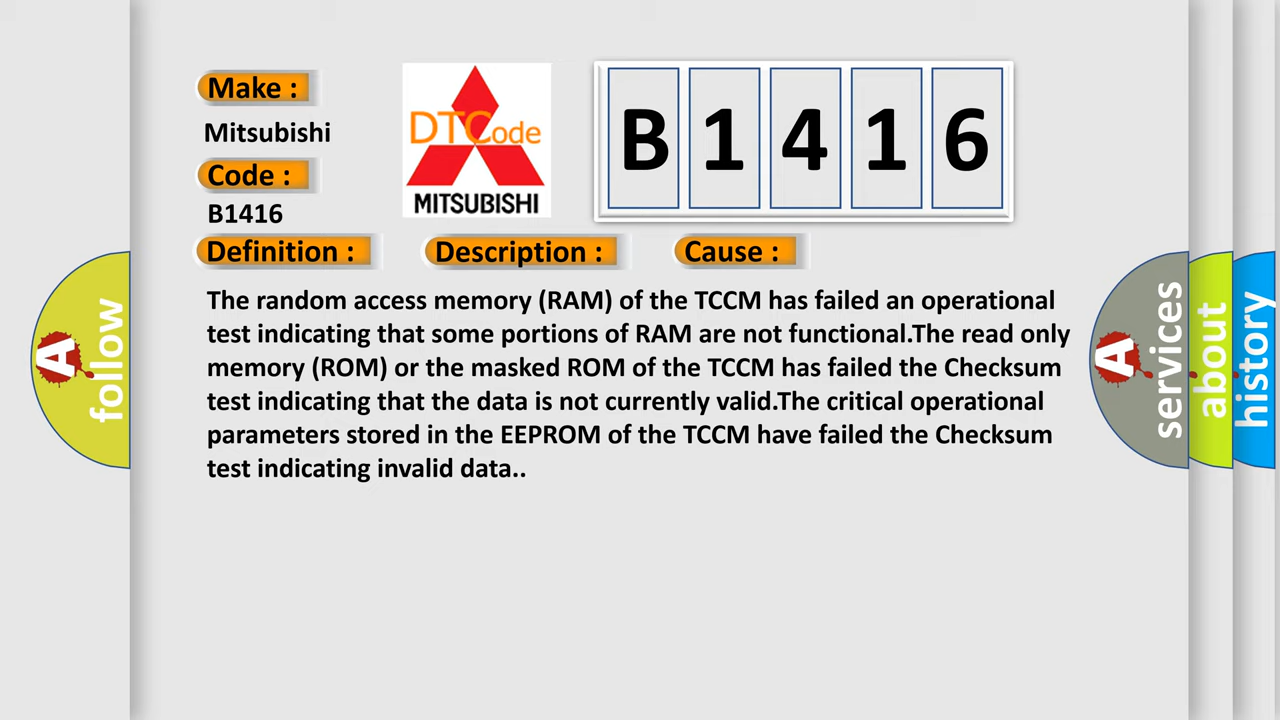 Make :
Mitsubishi
Code :
B1416
DTCode
MITSUBISHI
B 1 4 1 6
Definition :
Description :
Cause :
The random access memory (RAM) of the TCCM has failed an operational
test indicating that some portions of RAM are not functional.The read only
memory (ROM) or the masked ROM of the TCCM has failed the Checksum
test indicating that the data is not currently valid.The critical operational
parameters stored in the EEPROM of the TCCM have failed the Checksum
test indicating invalid data..
A
follow
A
services
about
history